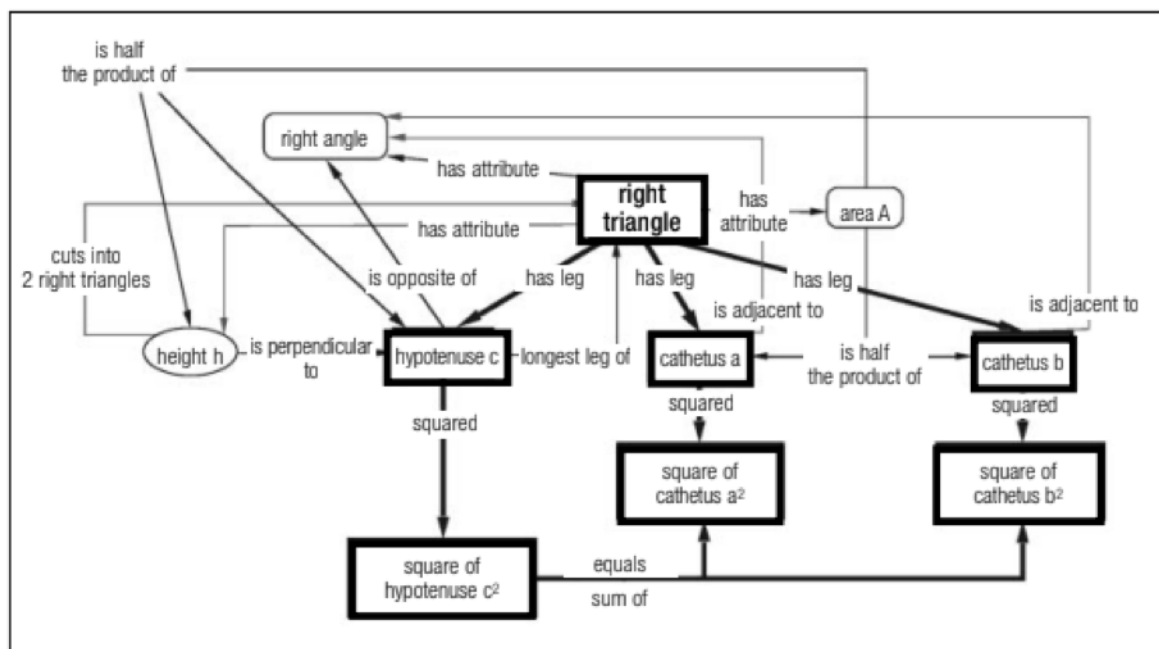 is half
the product of
right angle
has attribute
right
triangle
has
attribute
area A
has attribute
cuts into
2 right triangles
is opposite of
has leg
has leg
has leg
is adjacent to
is adjacent to
height h
is perpendicular
to
hypotenuse c
longest leg of
cathetus a
is half
the product of
cathetus b
squared
squared
squared
square of
cathetus a²
square of
cathetus b²
square of
hypotenuse c²
equals
sum of